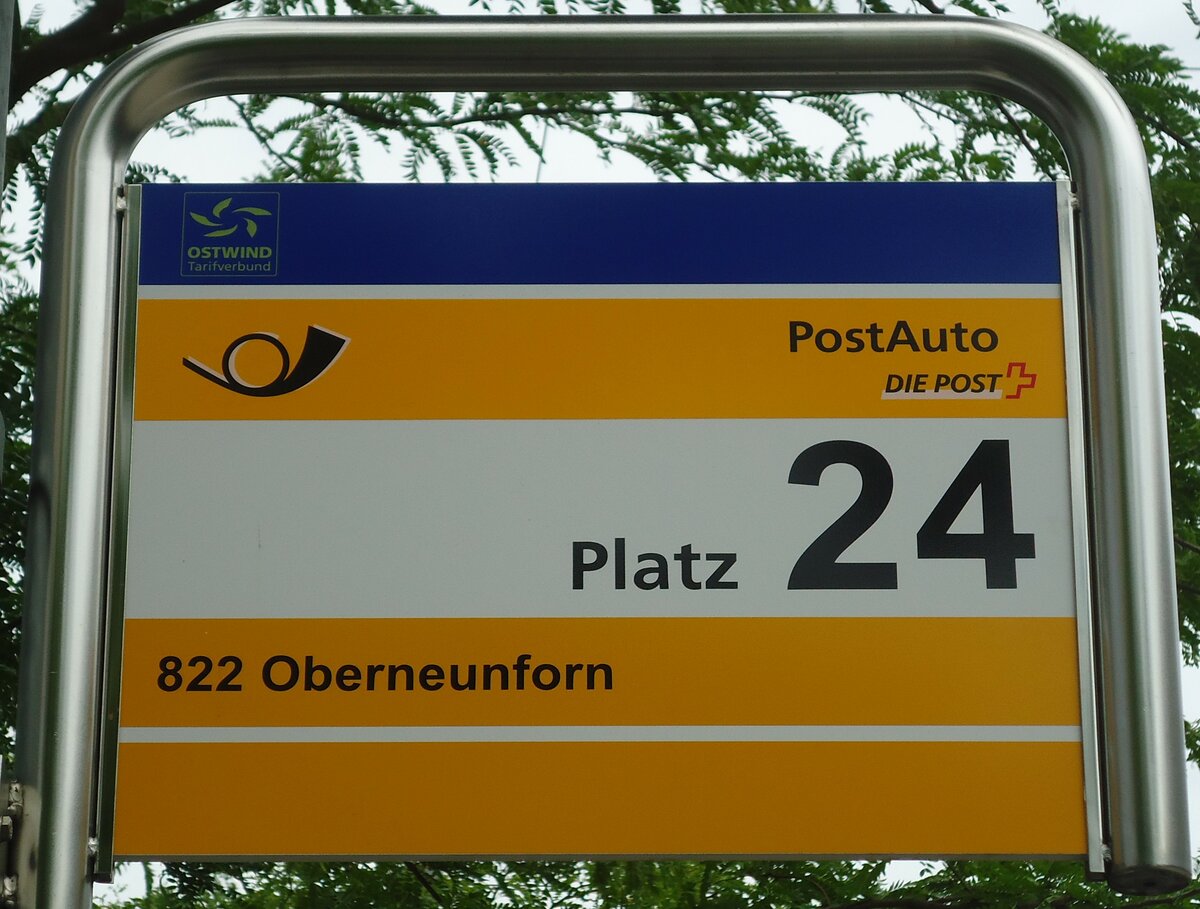 OSTWIND
Tarifverbund
PostAuto
DIE POST
Platz 24
822 Oberneunforn